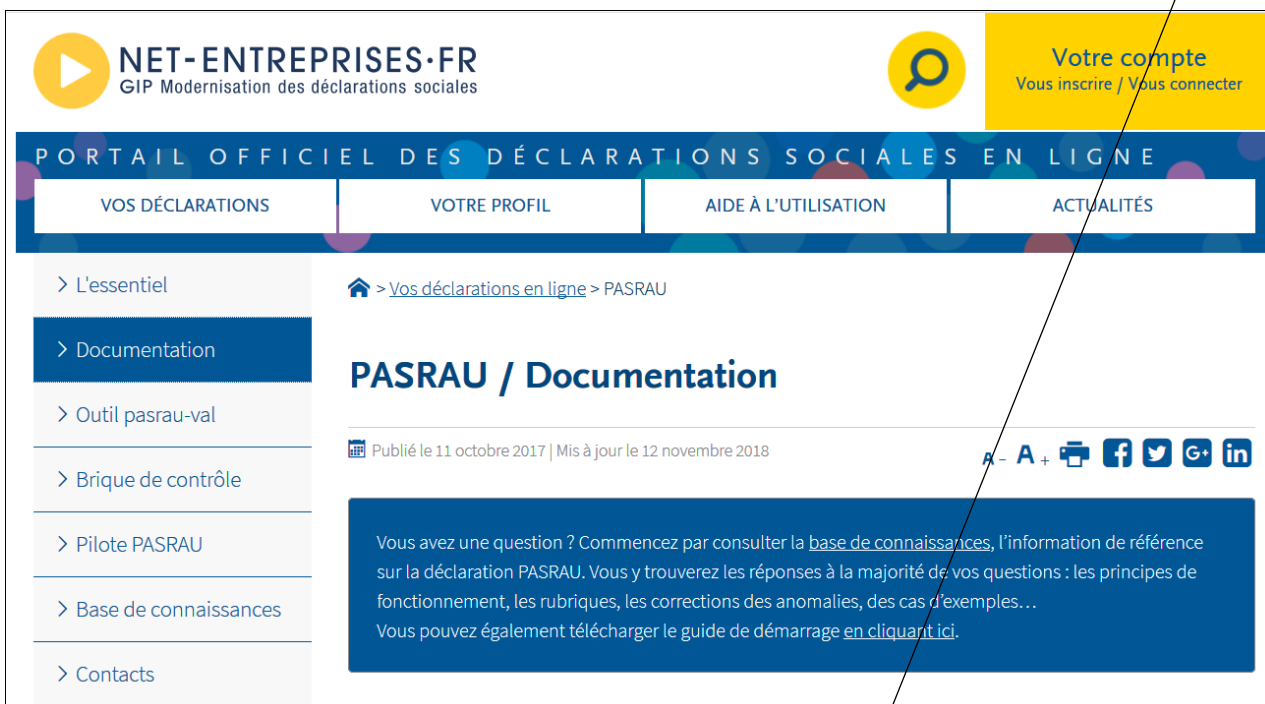 NET-ENTREPRISES·FR
GIP Modernisation des déclarations sociales
Votre compte
Vous inscrire / Vous connecter
PORTAIL OFFICIEL DES DÉCLARATIONS SOCIALES EN LIGNE
VOS DÉCLARATIONS
VOTRE PROFIL
AIDE À L'UTILISATION
ACTUALITÉS
> L'essentiel
> Documentation
> Outil pasrau-val
> Brique de contrôle
> Pilote PASRAU
> Base de connaissances
> Contacts
> Vos déclarations en ligne > PASRAU
PASRAU / Documentation
Publié le 11 octobre 2017 | Mis à jour le 12 novembre 2018
A - A + f G+ in
Vous avez une question ? Commencez par consulter la base de connaissances, l'information de référence
sur la déclaration PASRAU. Vous y trouverez les réponses à la majorité de vos questions : les principes de
fonctionnement, les rubriques, les corrections des anomalies, des cas d'exemples…
Vous pouvez également télécharger le guide de démarrage en cliquant ici.